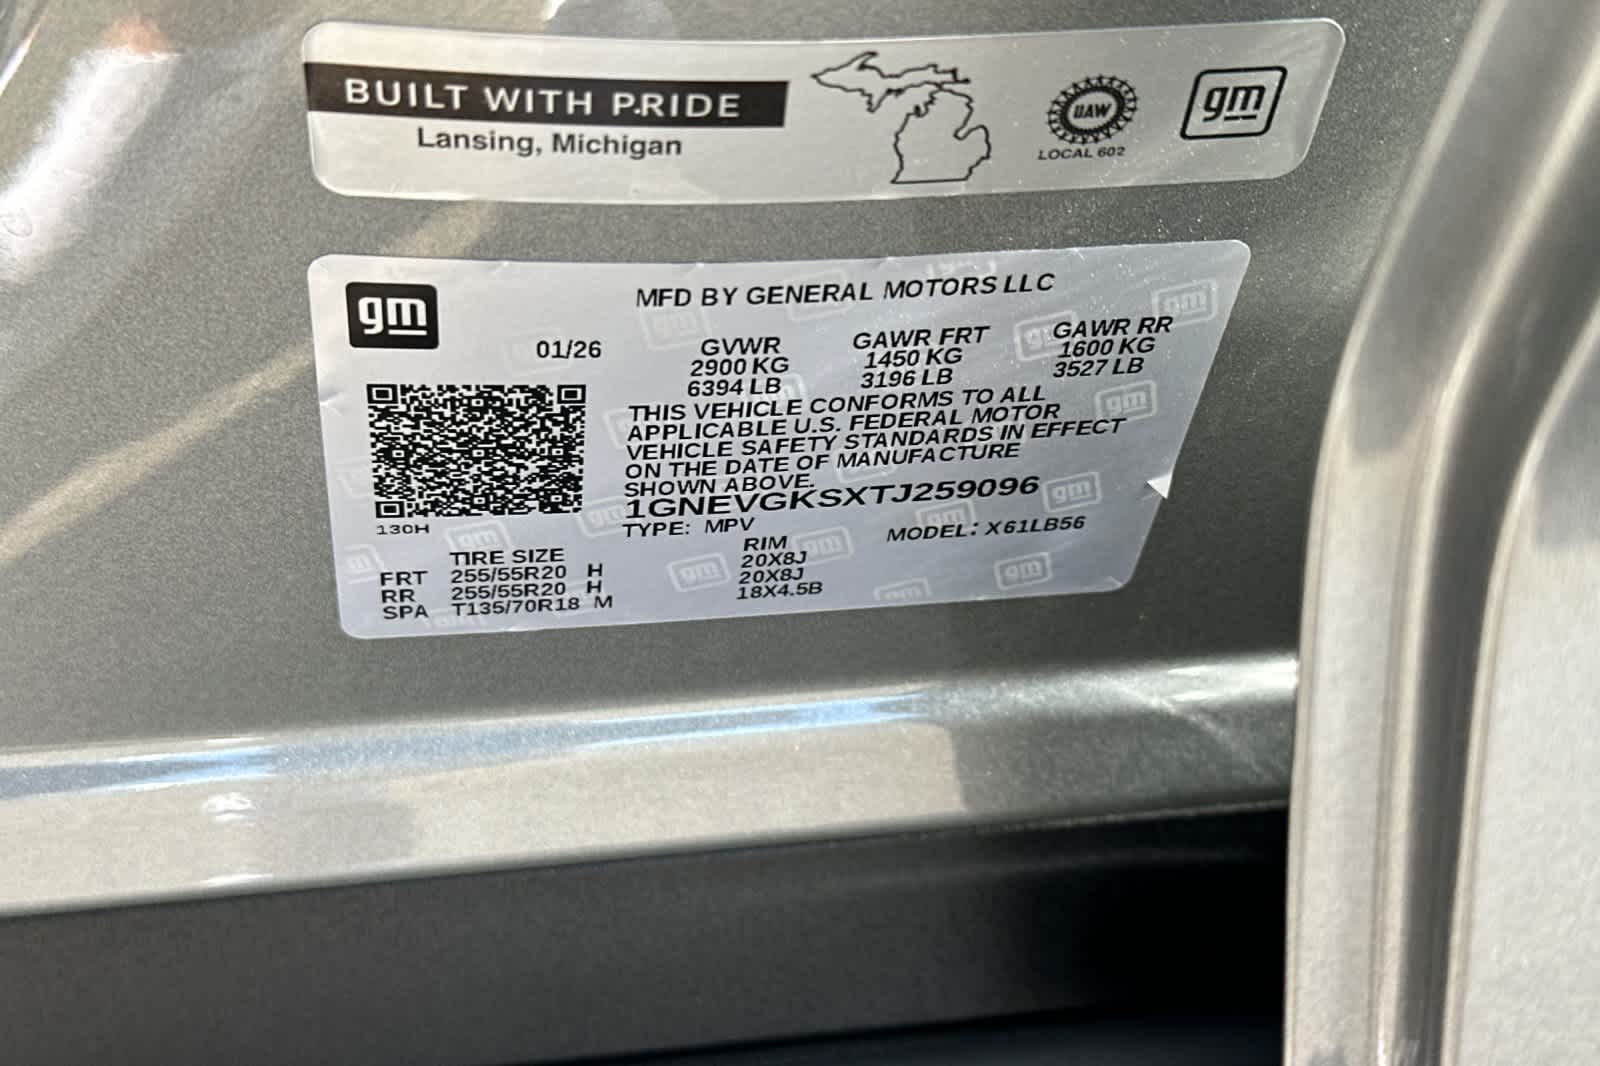 BUILT WITH P.RIDE
Lansing, Michigan
UAW
LOCAL 602
gm
gm
MFD BY GENERAL MOTORS LLC
01/26
GVWR
2900 KG
6394 LB
GAWR FRT
1450 KG
3196 LB
GAWR RR
1600 KG
3527 LB
THIS VEHICLE CONFORMS TO ALL
APPLICABLE U.S. FEDERAL MOTOR
VEHICLE SAFETY STANDARDS IN EFFECT
ON THE DATE OF MANUFACTURE
SHOWN ABOVE.
1GNEVGKSXTJ259096
TYPE: MPV MODEL: X61LB56
130H
TIRE SIZE RIM
FRT 255/55R20 H 20X8J
RR 255/55R20 H 20X8J
SPA T135/70R18 M 18X4.5B